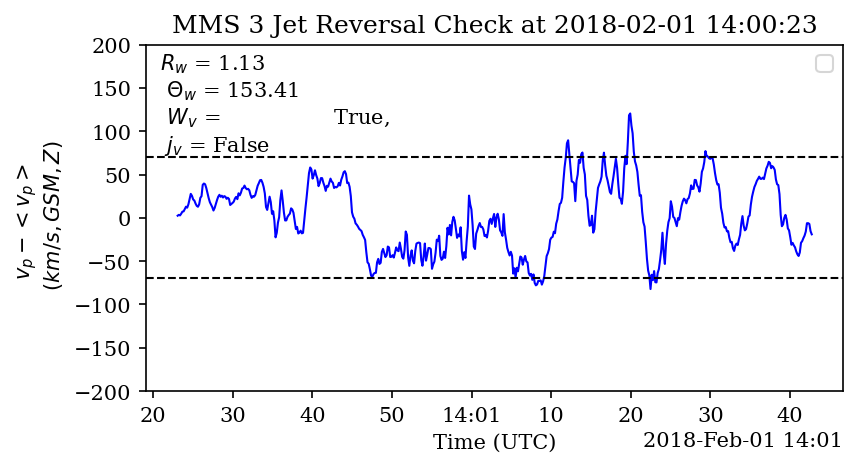 MMS 3 Jet Reversal Check at 2018-02-01 14:00:23
R_w = 1.13
Θ_w = 153.41
W_v = True,
j_v = False
v_p − < v_p >
(km/s, GSM, Z)
200
150
100
50
0
−50
−100
−150
−200
20 30 40 50 14:01 10 20 30 40
Time (UTC)
2018-Feb-01 14:01